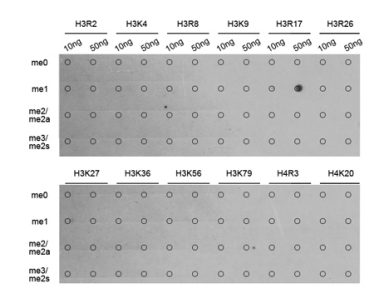 H3R2 H3K4 H3R8 H3K9 H3R17 H3R26
10ng 50ng 10ng 50ng 10ng 50ng 10ng 50ng 10ng 50ng 10ng 50ng
me0
me1
me2/
me2a
me3/
me2s
H3K27 H3K36 H3K56 H3K79 H4R3 H4K20
me0
me1
me2/
me2a
me3/
me2s